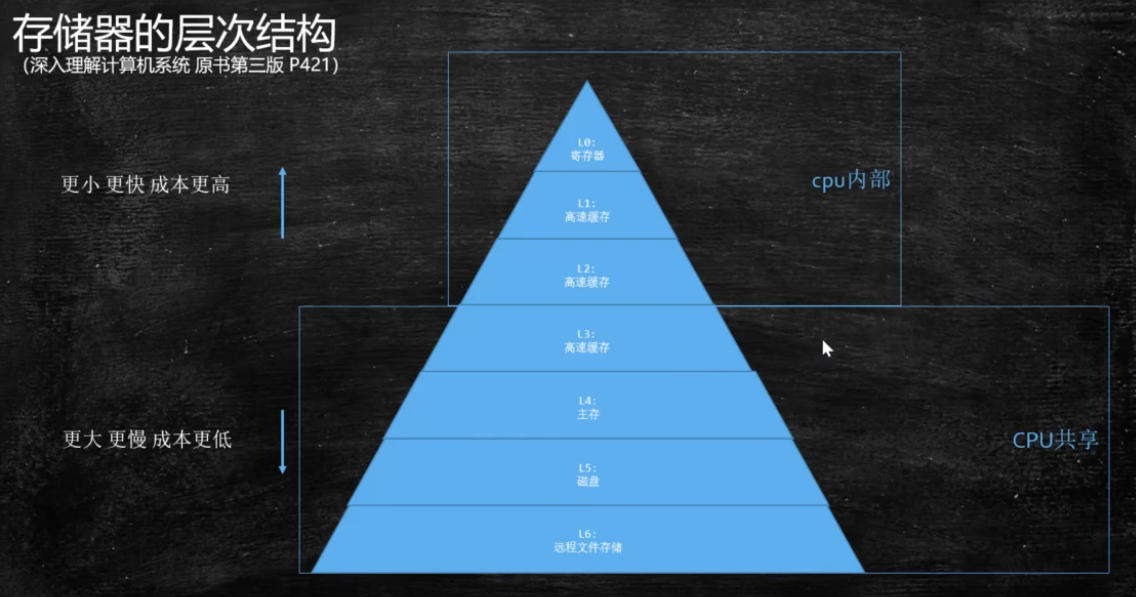 存储器的层次结构
（深入理解计算机系统 原书第三版 P421）
L0:
寄存器
更小 更快 成本更高
cpu内部
L1:
高速缓存
L2:
高速缓存
L3:
高速缓存
L4:
主存
更大 更慢 成本更低
CPU共享
L5:
磁盘
L6:
远程文件存储